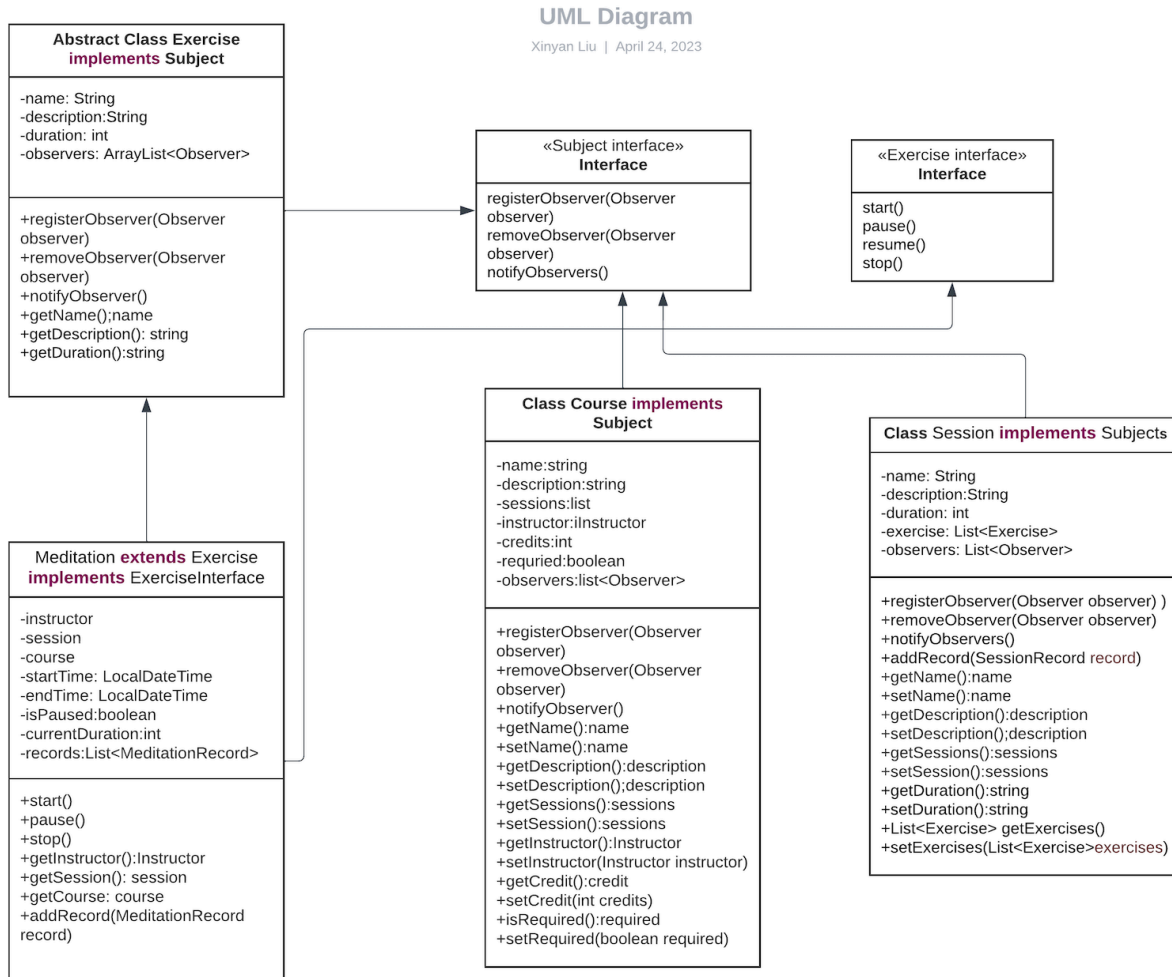 UML Diagram
Xinyan Liu | April 24, 2023
Abstract Class Exercise
implements Subject
-name: String
-description:String
-duration: int
-observers: ArrayList<Observer>
+registerObserver(Observer
observer)
+removeObserver(Observer
observer)
+notifyObserver()
+getName();name
+getDescription(): string
+getDuration():string
«Subject interface»
Interface
registerObserver(Observer
observer)
removeObserver(Observer
observer)
notifyObservers()
«Exercise interface»
Interface
start()
pause()
resume()
stop()
Meditation extends Exercise
implements ExerciseInterface
-instructor
-session
-course
-startTime: LocalDateTime
-endTime: LocalDateTime
-isPaused:boolean
-currentDuration:int
-records:List<MeditationRecord>
+start()
+pause()
+stop()
+getInstructor():Instructor
+getSession(): session
+getCourse: course
+addRecord(MeditationRecord
record)
Class Course implements
Subject
-name:string
-description:string
-sessions:list
-instructor:iInstructor
-credits:int
-requried:boolean
-observers:list<Observer>
+registerObserver(Observer
observer)
+removeObserver(Observer
observer)
+notifyObserver()
+getName():name
+setName():name
+getDescription():description
+setDescription();description
+getSessions():sessions
+setSession():sessions
+getInstructor():Instructor
+setInstructor(Instructor instructor)
+getCredit():credit
+setCredit(int credits)
+isRequired():required
+setRequired(boolean required)
Class Session implements Subjects
-name: String
-description:String
-duration: int
-exercise: List<Exercise>
-observers: List<Observer>
+registerObserver(Observer observer) )
+removeObserver(Observer observer)
+notifyObservers()
+addRecord(SessionRecord record)
+getName():name
+setName():name
+getDescription():description
+setDescription();description
+getSessions():sessions
+setSession():sessions
+getDuration():string
+setDuration():string
+List<Exercise> getExercises()
+setExercises(List<Exercise>exercises)